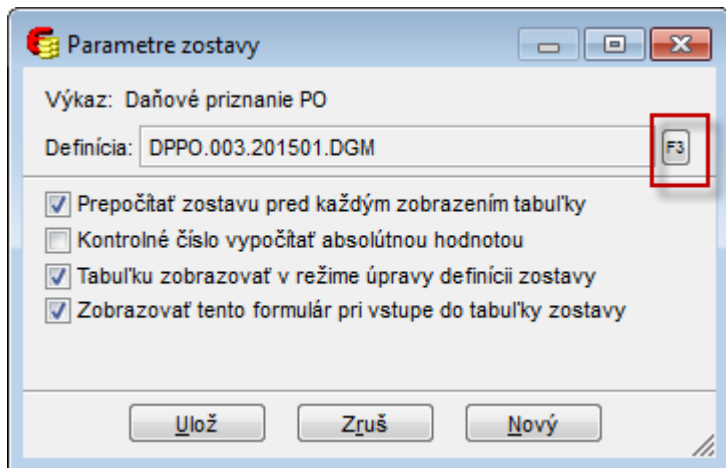 Parametre zostavy
Výkaz: Daňové priznanie PO
Definícia: DPPO.003.201501.DGM F3
Prepočítať zostavu pred každým zobrazením tabuľky
Kontrolné číslo vypočítať absolútnou hodnotou
Tabuľku zobrazovať v režime úpravy definícii zostavy
Zobrazovať tento formulár pri vstupe do tabuľky zostavy
Ulož Zruš Nový